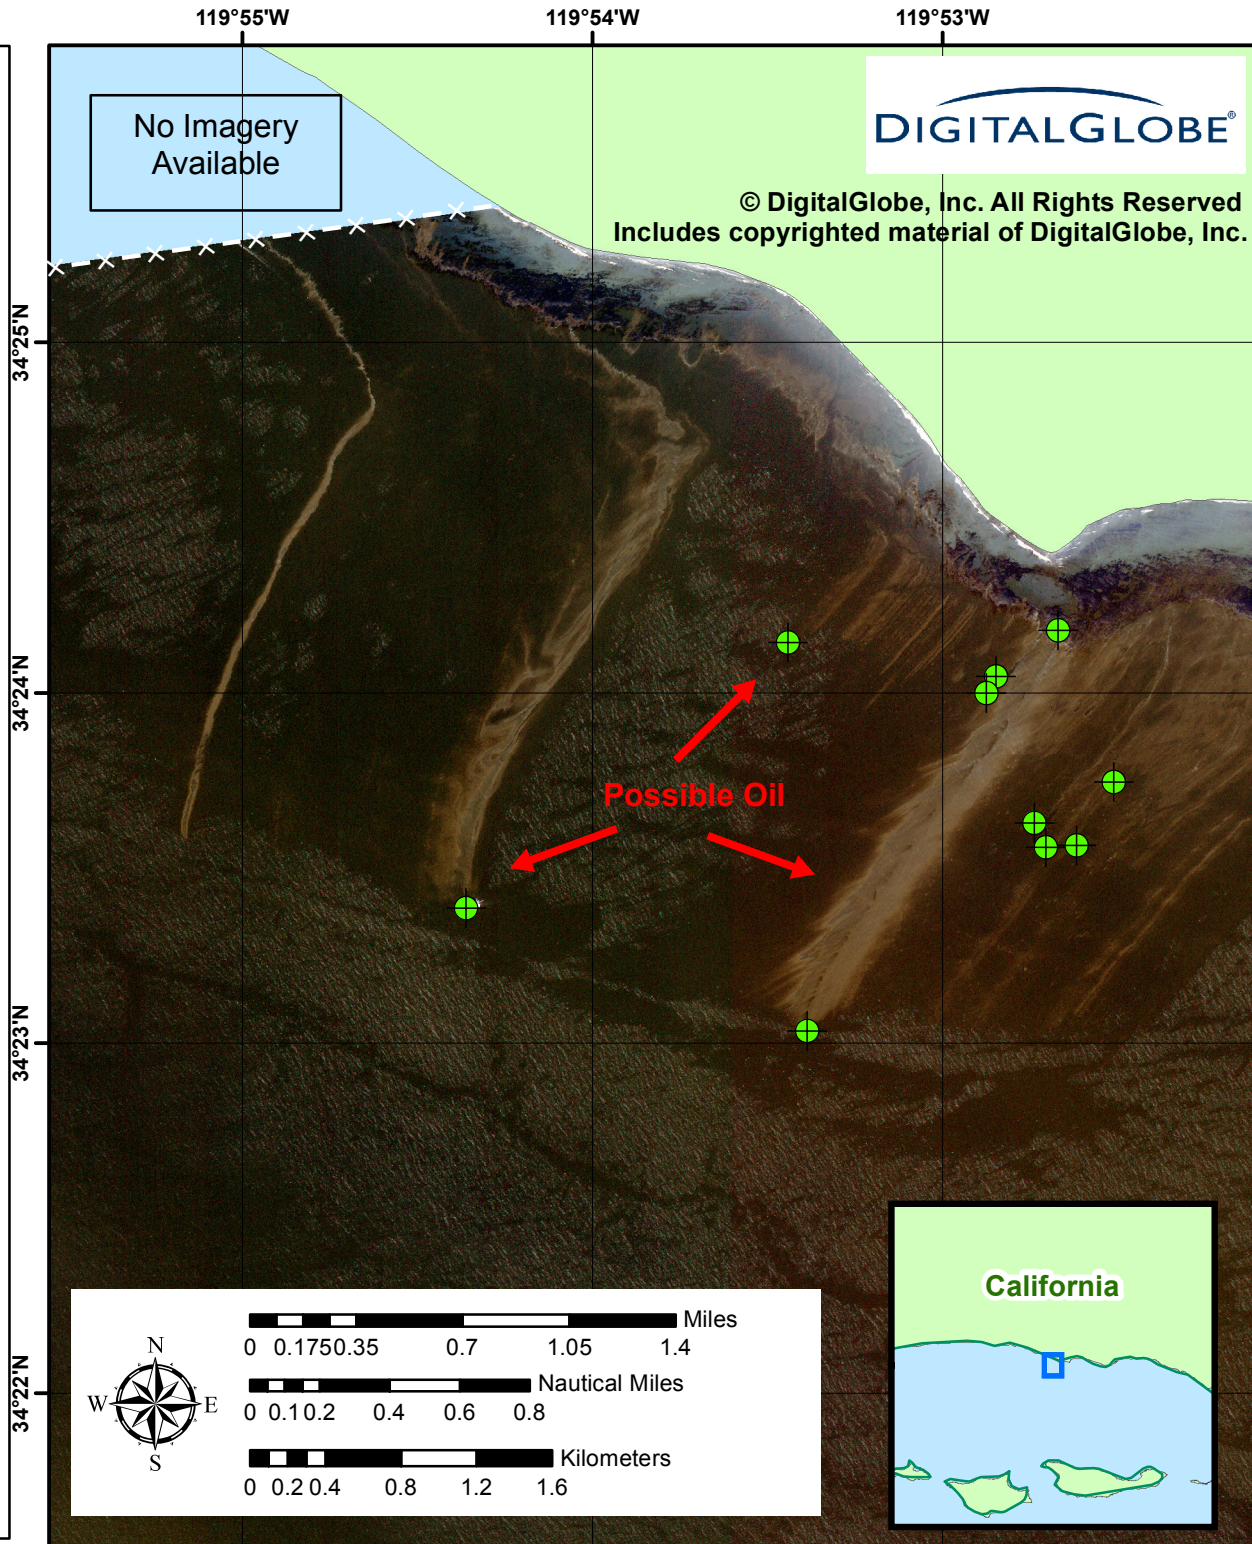 119°55'W 119°54'W 119°53'W
No Imagery
Available
DIGITALGLOBE®
© DigitalGlobe, Inc. All Rights Reserved
Includes copyrighted material of DigitalGlobe, Inc.
34°25'N
34°24'N
Possible Oil
34°23'N
California
34°22'N
N
W E
S
Miles
0 0.175 0.35 0.7 1.05 1.4
Nautical Miles
0 0.1 0.2 0.4 0.6 0.8
Kilometers
0 0.2 0.4 0.8 1.2 1.6